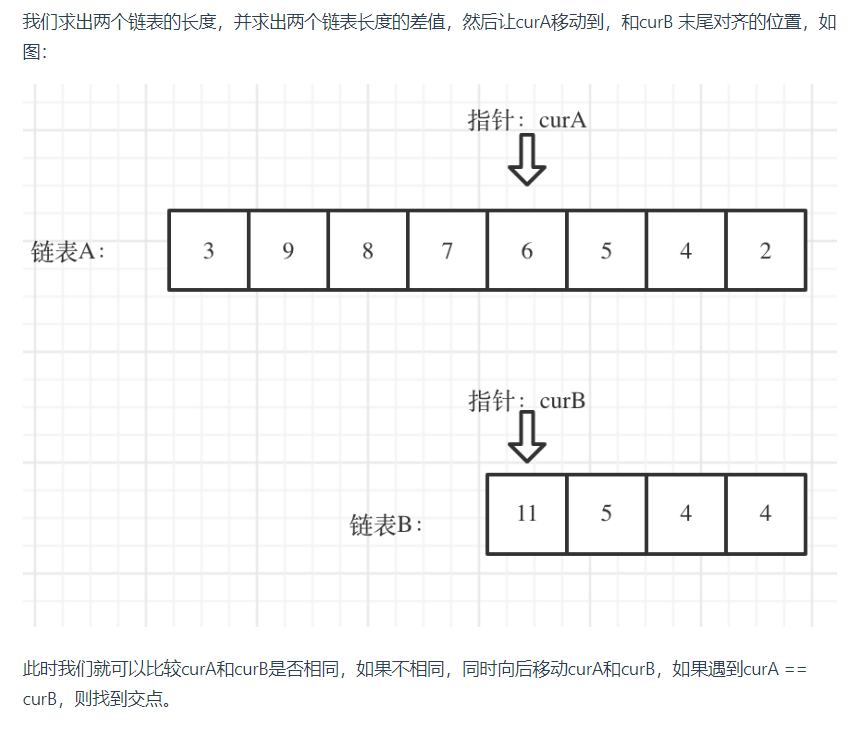 我们求出两个链表的长度，并求出两个链表长度的差值，然后让curA移动到，和curB 末尾对齐的位置，如
图：
指针：curA
链表A：
3 9 8 7 6 5 4 2
指针：curB
链表B：
11 5 4 4
此时我们就可以比较curA和curB是否相同，如果不相同，同时向后移动curA和curB，如果遇到curA ==
curB，则找到交点。